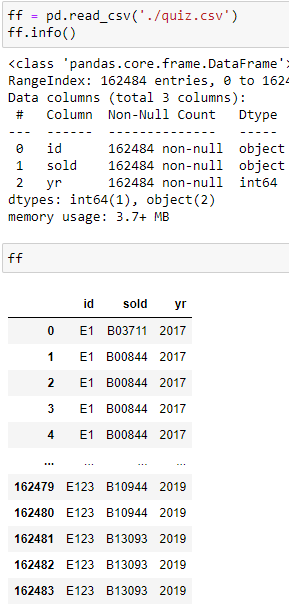 ff = pd.read_csv('./quiz.csv')
ff.info()
<class 'pandas.core.frame.DataFrame'>
RangeIndex: 162484 entries, 0 to 1624
Data columns (total 3 columns):
# Column Non-Null Count Dtype
--- ------ -------------- -----
0 id 162484 non-null object
1 sold 162484 non-null object
2 yr 162484 non-null int64
dtypes: int64(1), object(2)
memory usage: 3.7+ MB
ff
id sold yr
0 E1 B03711 2017
1 E1 B00844 2017
2 E1 B00844 2017
3 E1 B00844 2017
4 E1 B00844 2017
... ... ... ...
162479 E123 B10944 2019
162480 E123 B10944 2019
162481 E123 B13093 2019
162482 E123 B13093 2019
162483 E123 B13093 2019